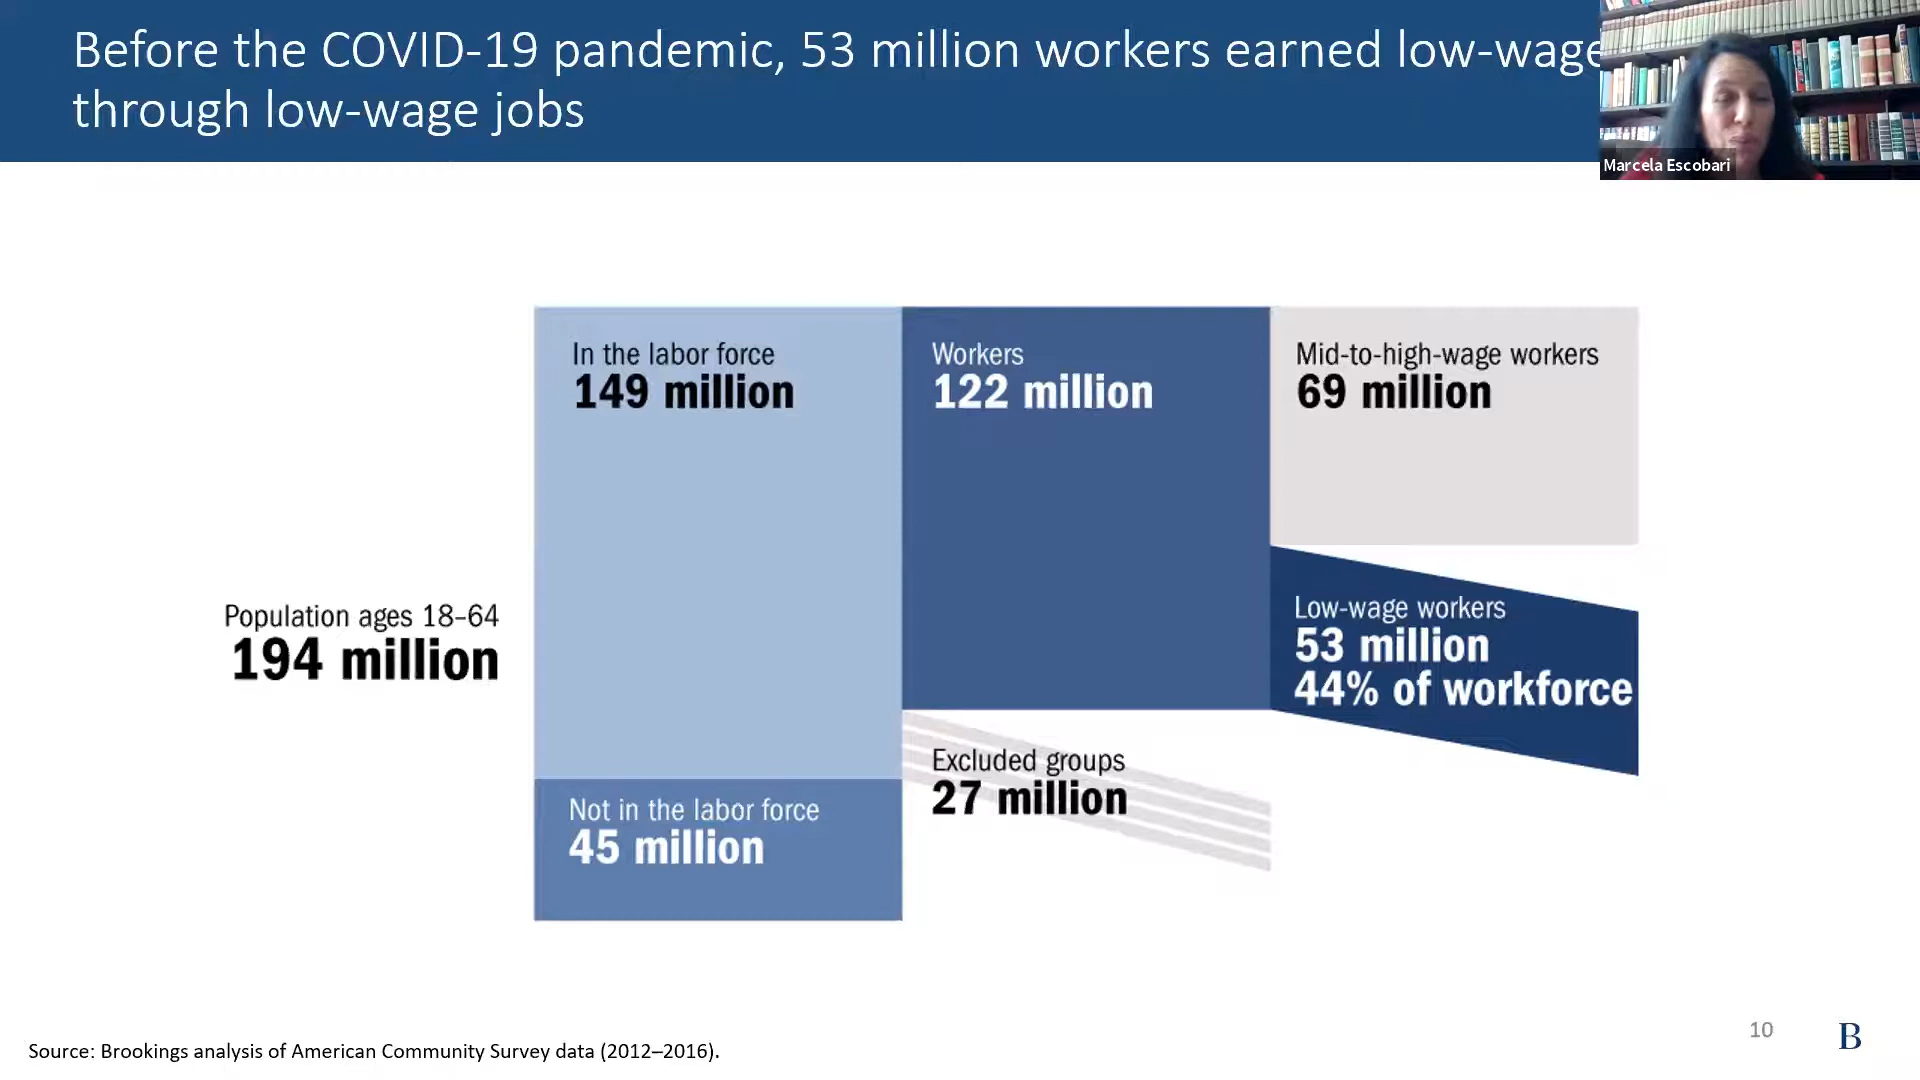 Before the COVID-19 pandemic, 53 million workers earned low-wage
through low-wage jobs
Marcela Escobari
In the labor force
149 million
Workers
122 million
Mid-to-high-wage workers
69 million
Population ages 18–64
194 million
Low-wage workers
53 million
44% of workforce
Excluded groups
27 million
Not in the labor force
45 million
Source: Brookings analysis of American Community Survey data (2012–2016).
10
B